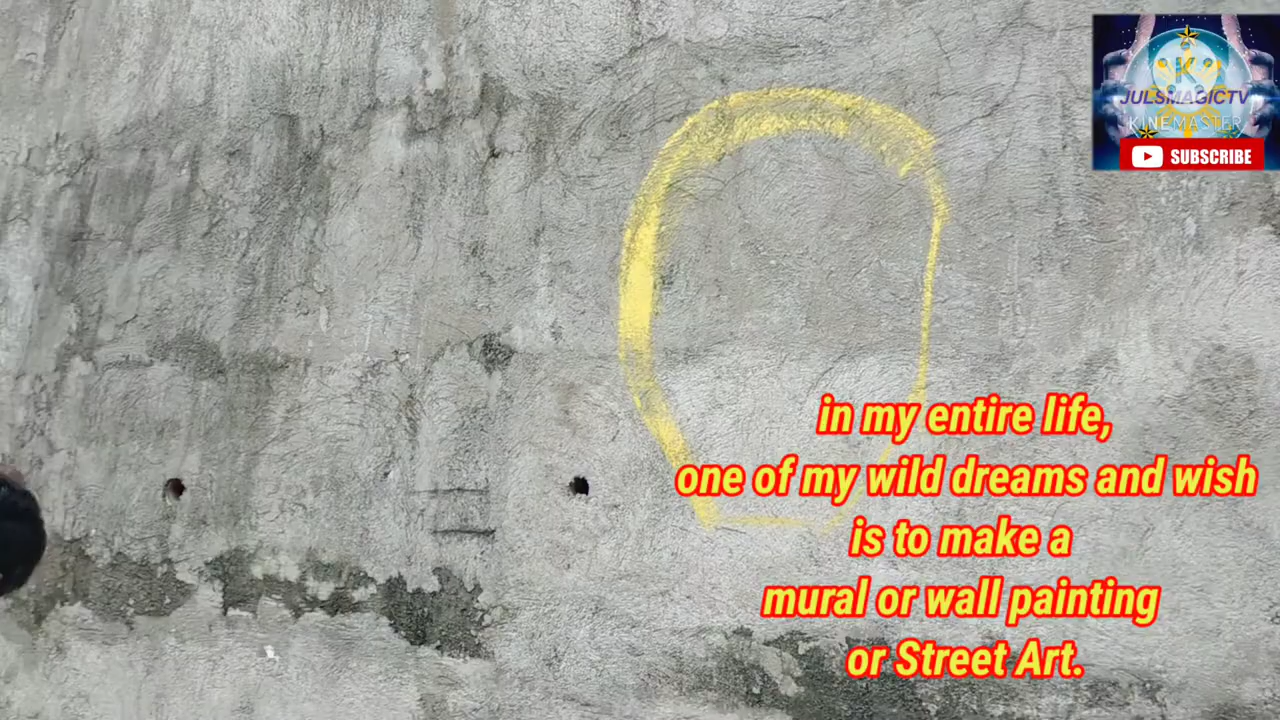 K
JULSMAGICTV
KINEMASTER
SUBSCRIBE
in my entire life,
one of my wild dreams and wish
is to make a
mural or wall painting
or Street Art.